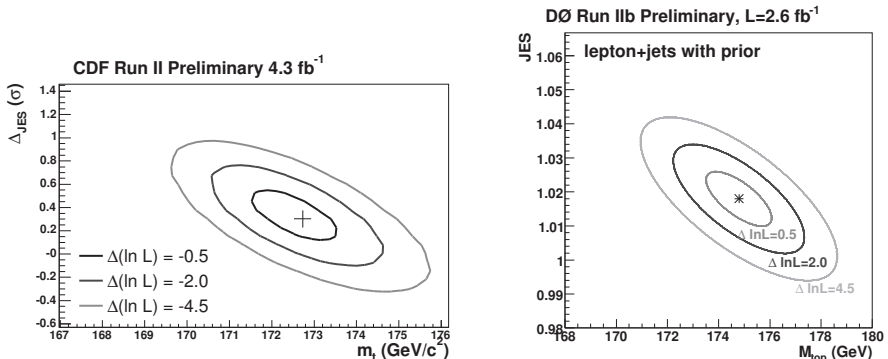 CDF Run II Preliminary 4.3 fb⁻¹
Δ_JES (σ)
1.4
1.2
1
0.8
0.6
0.4
0.2
-0
-0.2
-0.4
-0.6
Δ(ln L) = -0.5
Δ(ln L) = -2.0
Δ(ln L) = -4.5
167 168 169 170 171 172 173 174 175 176
m_t (GeV/c²)
DØ Run IIb Preliminary, L=2.6 fb⁻¹
JES
lepton+jets with prior
1.06
1.05
1.04
1.03
1.02
1.01
1
0.99
0.98
Δ lnL=0.5
Δ lnL=2.0
Δ lnL=4.5
168 170 172 174 176 178 180
M_top (GeV)